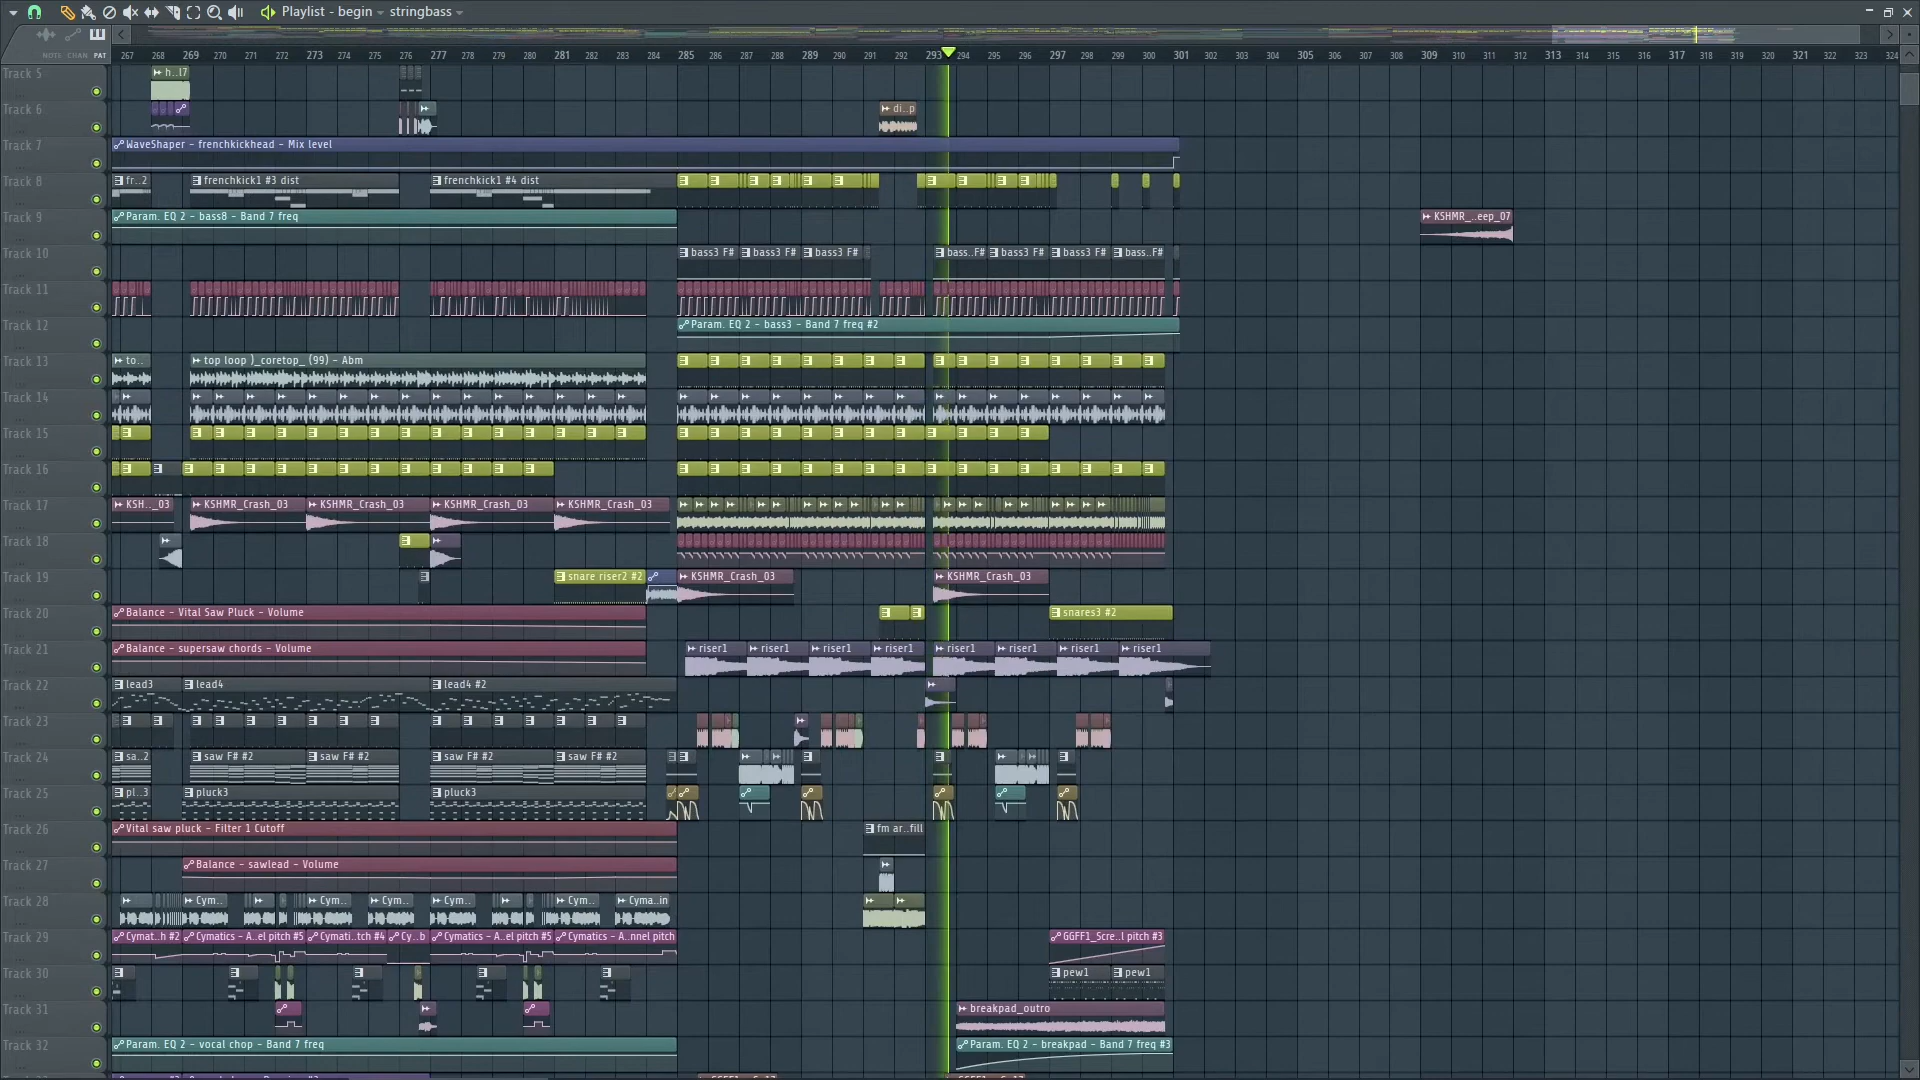 Playlist - begin stringbass
NOTE CHAN PAT
267 268 269 270 271 272 273 274 275 276 277 278 279 280 281 282 283 284 285 286 287 288 289 290 291 292 293 294 295 296 297 298 299 300 301 302 303 304 305 306 307 308 309 310 311 312 313 314 315 316 317 318 319 320 321 322 323 324
Track 5 h..l7
Track 6 di..p
Track 7 WaveShaper - frenchkickhead - Mix level
Track 8 fr..2 frenchkick1 #3 dist frenchkick1 #4 dist
Track 9 Param. EQ 2 - bass8 - Band 7 freq KSHMR_..eep_07
Track 10 bass3 F# bass3 F# bass3 F# bass..F# bass3 F# bass3 F# bass..F#
Track 11
Track 12 Param. EQ 2 - bass3 - Band 7 freq #2
Track 13 to.. top loop )_coretop_ (99) - Abm
Track 14
Track 15
Track 16
Track 17 KSH.._03 KSHMR_Crash_03 KSHMR_Crash_03 KSHMR_Crash_03 KSHMR_Crash_03
Track 18
Track 19 snare riser2 #2 KSHMR_Crash_03 KSHMR_Crash_03
Track 20 Balance - Vital Saw Pluck - Volume snares3 #2
Track 21 Balance - supersaw chords - Volume riser1 riser1 riser1 riser1 riser1 riser1 riser1 riser1
Track 22 lead3 lead4 lead4 #2
Track 23
Track 24 sa..2 saw F# #2 saw F# #2 saw F# #2 saw F# #2
Track 25 pl..3 pluck3 pluck3
Track 26 Vital saw pluck - Filter 1 Cutoff fm ar..fill
Track 27 Balance - sawlead - Volume
Track 28 Cym.. Cym.. Cym.. Cym.. Cym.. Cyma..in
Track 29 Cymat..h #2 Cymatics - A..el pitch #5 Cymati..tch #4 Cy..b Cymatics - A..el pitch #5 Cymatics - A..nnel pitch GGFF1_Scre..l pitch #3
Track 30 pew1 pew1
Track 31 breakpad_outro
Track 32 Param. EQ 2 - vocal chop - Band 7 freq Param. EQ 2 - breakpad - Band 7 freq #3